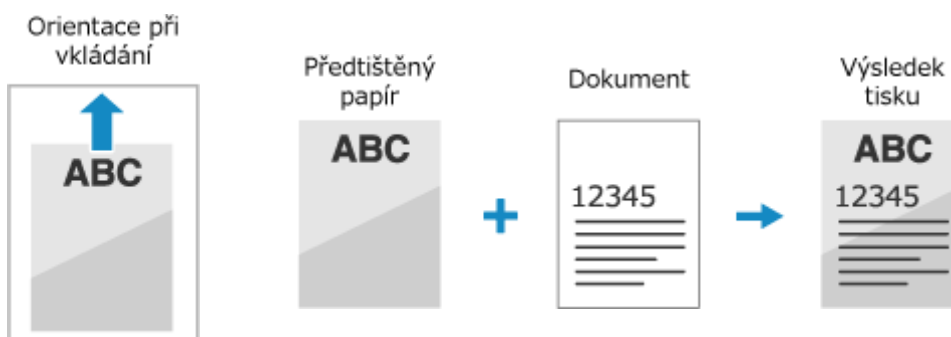 Orientace při
vkládání
ABC
Předtištěný
papír
ABC
Dokument
12345
Výsledek
tisku
ABC
12345